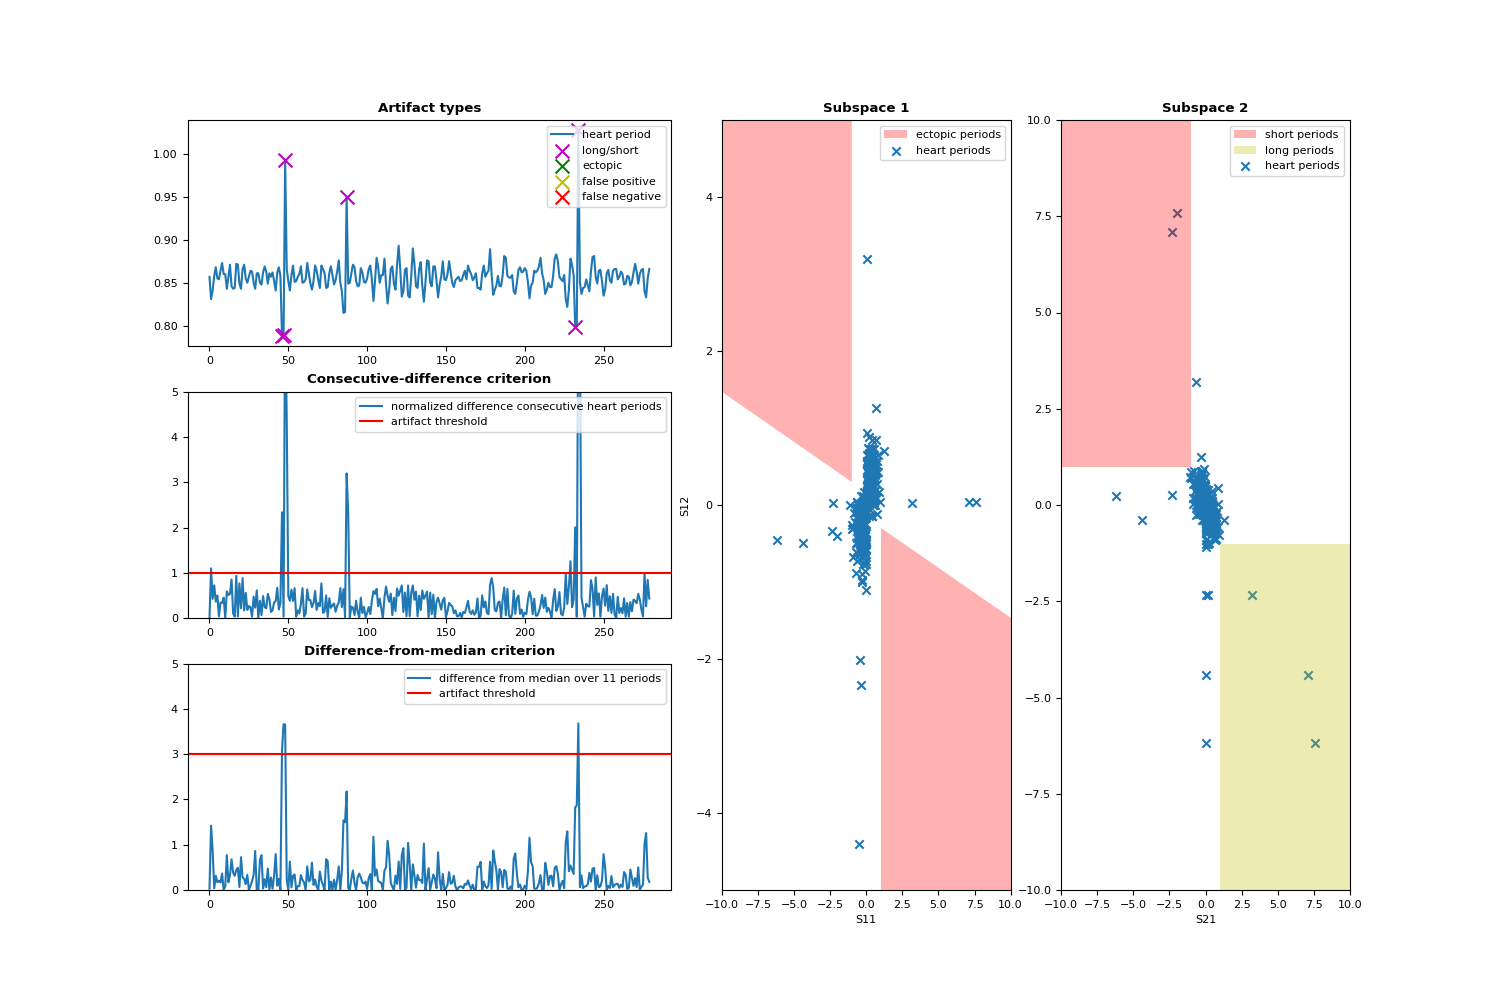 Artifact types
heart period
long/short
ectopic
false positive
false negative
1.00
0.95
0.90
0.85
0.80
0 50 100 150 200 250
Consecutive-difference criterion
normalized difference consecutive heart periods
artifact threshold
5
4
3
2
1
0
0 50 100 150 200 250
Difference-from-median criterion
difference from median over 11 periods
artifact threshold
5
4
3
2
1
0
0 50 100 150 200 250
Subspace 1
ectopic periods
heart periods
4
2
0
−2
−4
S12
−10.0 −7.5 −5.0 −2.5 0.0 2.5 5.0 7.5 10.0
S11
Subspace 2
short periods
long periods
heart periods
10.0
7.5
5.0
2.5
0.0
−2.5
−5.0
−7.5
−10.0
−10.0 −7.5 −5.0 −2.5 0.0 2.5 5.0 7.5 10.0
S21